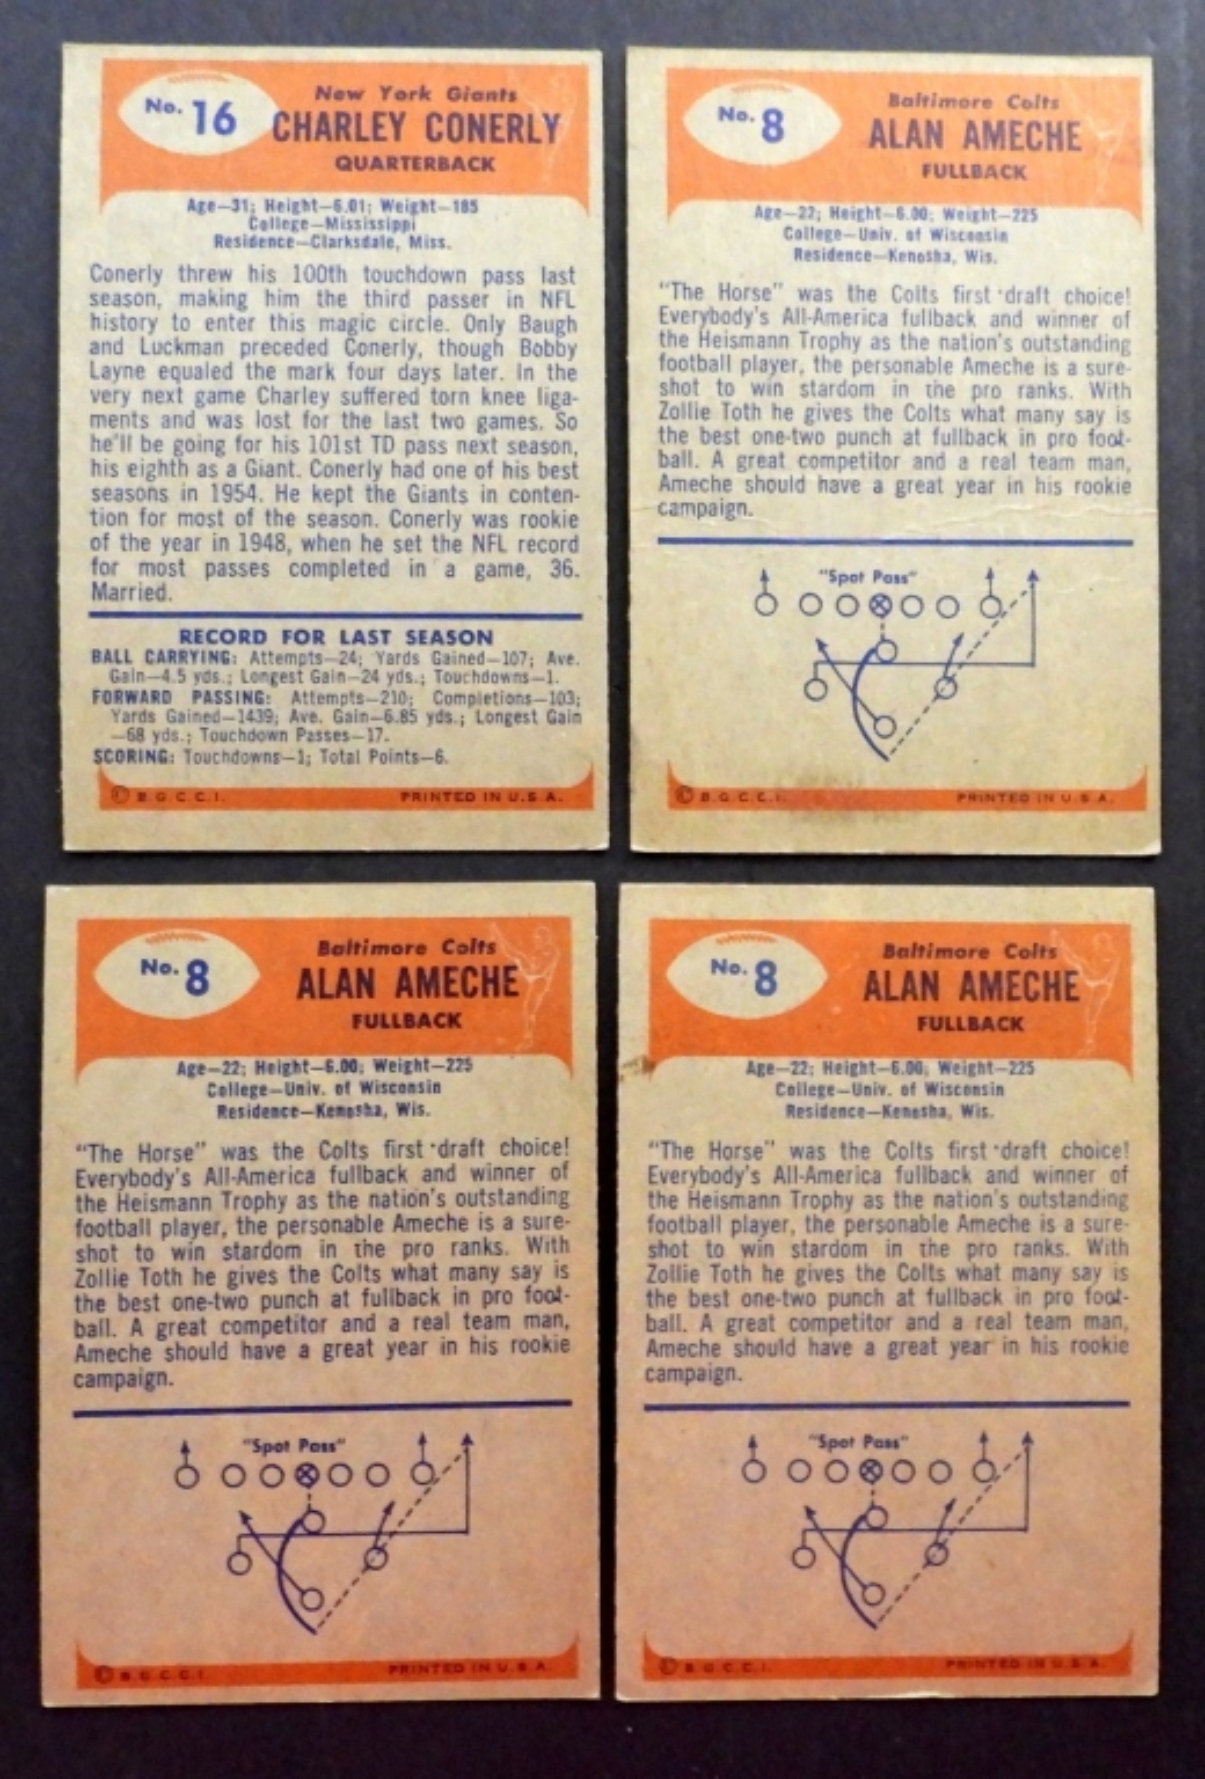 No. 16
New York Giants
CHARLEY CONERLY
QUARTERBACK
Age—31; Height—6.01; Weight—185
College—Mississippi
Residence—Clarksdale, Miss.
Conerly threw his 100th touchdown pass last
season, making him the third passer in NFL
history to enter this magic circle. Only Baugh
and Luckman preceded Conerly, though Bobby
Layne equaled the mark four days later. In the
very next game Charley suffered torn knee liga-
ments and was lost for the last two games. So
he'll be going for his 101st TD pass next season,
his eighth as a Giant. Conerly had one of his best
seasons in 1954. He kept the Giants in conten-
tion for most of the season. Conerly was rookie
of the year in 1948, when he set the NFL record
for most passes completed in a game, 36.
Married.
RECORD FOR LAST SEASON
BALL CARRYING: Attempts—24; Yards Gained—107; Ave.
Gain—4.5 yds.; Longest Gain—24 yds.; Touchdowns—1.
FORWARD PASSING: Attempts—210; Completions—103;
Yards Gained—1439; Ave. Gain—6.85 yds.; Longest Gain
—68 yds.; Touchdown Passes—17.
SCORING: Touchdowns—1; Total Points—6.
© B.G.C.C.I. PRINTED IN U.S.A.
No. 8
Baltimore Colts
ALAN AMECHE
FULLBACK
Age—22; Height—6.00; Weight—225
College—Univ. of Wisconsin
Residence—Kenosha, Wis.
"The Horse" was the Colts first draft choice!
Everybody's All-America fullback and winner of
the Heismann Trophy as the nation's outstanding
football player, the personable Ameche is a sure-
shot to win stardom in the pro ranks. With
Zollie Toth he gives the Colts what many say is
the best one-two punch at fullback in pro foot-
ball. A great competitor and a real team man,
Ameche should have a great year in his rookie
campaign.
"Spot Pass"
© B.G.C.C.I. PRINTED IN U.S.A.
No. 8
Baltimore Colts
ALAN AMECHE
FULLBACK
Age—22; Height—6.00; Weight—225
College—Univ. of Wisconsin
Residence—Kenosha, Wis.
"The Horse" was the Colts first draft choice!
Everybody's All-America fullback and winner of
the Heismann Trophy as the nation's outstanding
football player, the personable Ameche is a sure-
shot to win stardom in the pro ranks. With
Zollie Toth he gives the Colts what many say is
the best one-two punch at fullback in pro foot-
ball. A great competitor and a real team man,
Ameche should have a great year in his rookie
campaign.
"Spot Pass"
© B.G.C.C.I. PRINTED IN U.S.A.
No. 8
Baltimore Colts
ALAN AMECHE
FULLBACK
Age—22; Height—6.00; Weight—225
College—Univ. of Wisconsin
Residence—Kenosha, Wis.
"The Horse" was the Colts first draft choice!
Everybody's All-America fullback and winner of
the Heismann Trophy as the nation's outstanding
football player, the personable Ameche is a sure-
shot to win stardom in the pro ranks. With
Zollie Toth he gives the Colts what many say is
the best one-two punch at fullback in pro foot-
ball. A great competitor and a real team man,
Ameche should have a great year in his rookie
campaign.
"Spot Pass"
© B.G.C.C.I. PRINTED IN U.S.A.